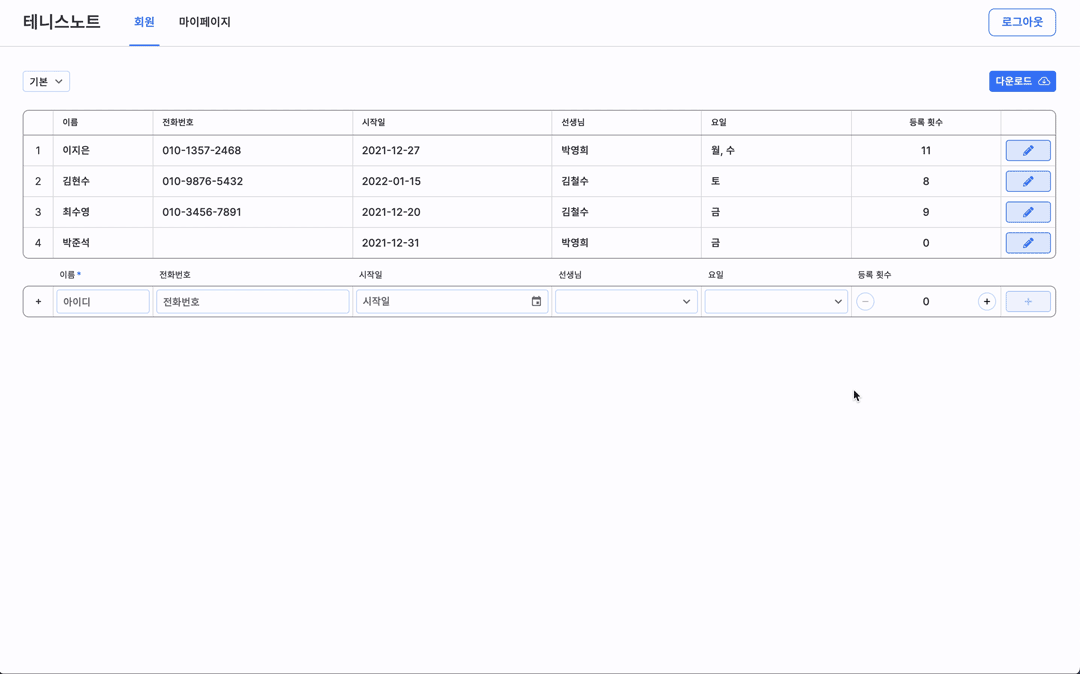 테니스노트 회원 마이페이지 로그아웃
기본 다운로드
이름 전화번호 시작일 선생님 요일 등록 횟수
1 이지은 010-1357-2468 2021-12-27 박영희 월, 수 11
2 김현수 010-9876-5432 2022-01-15 김철수 토 8
3 최수영 010-3456-7891 2021-12-20 김철수 금 9
4 박준석 2021-12-31 박영희 금 0
이름 * 전화번호 시작일 선생님 요일 등록 횟수
+ 아이디 전화번호 시작일 − 0 + +